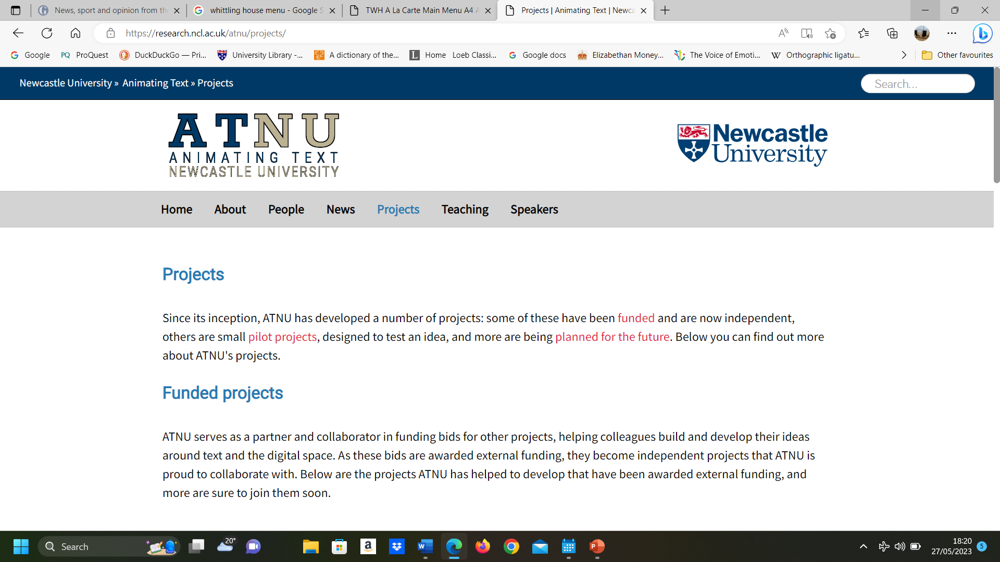 News, sport and opinion from th
whittling house menu - Google S
TWH A La Carte Main Menu A4 A
Projects | Animating Text | Newca
https://research.ncl.ac.uk/atnu/projects/
Google
PQ ProQuest
DuckDuckGo — Pri...
University Library -...
A dictionary of the...
L Home Loeb Classi...
Google docs
Elizabethan Money...
The Voice of Emoti...
W Orthographic ligatu...
Other favourites
Newcastle University » Animating Text » Projects
Search...
ATNU
ANIMATING TEXT
NEWCASTLE UNIVERSITY
Newcastle
University
Home About People News Projects Teaching Speakers
Projects
Since its inception, ATNU has developed a number of projects: some of these have been funded and are now independent,
others are small pilot projects, designed to test an idea, and more are being planned for the future. Below you can find out more
about ATNU's projects.
Funded projects
ATNU serves as a partner and collaborator in funding bids for other projects, helping colleagues build and develop their ideas
around text and the digital space. As these bids are awarded external funding, they become independent projects that ATNU is
proud to collaborate with. Below are the projects ATNU has helped to develop that have been awarded external funding, and
more are sure to join them soon.
Search
20°
18:20
27/05/2023
5